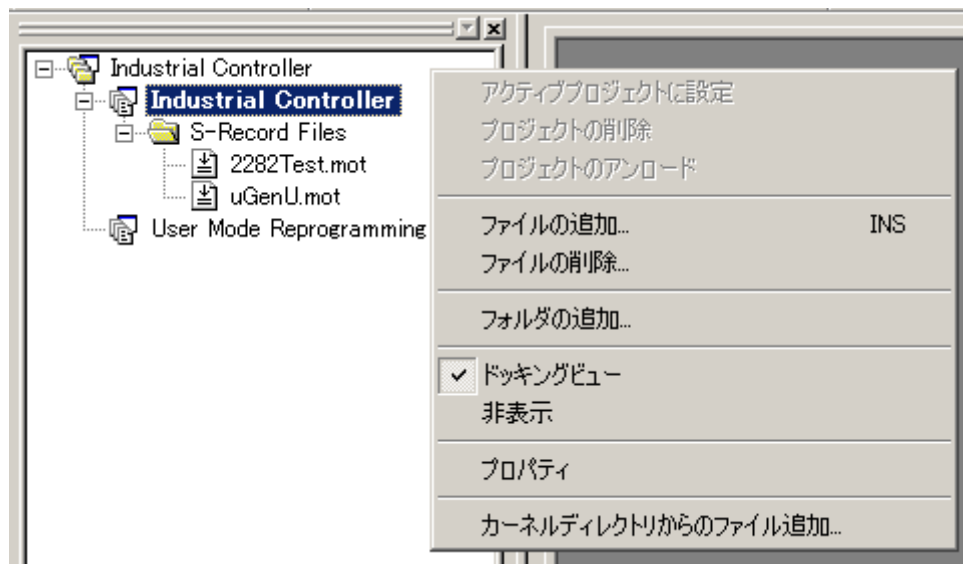 Industrial Controller
Industrial Controller
S-Record Files
2282Test.mot
uGenU.mot
User Mode Reprogramming
アクティブプロジェクトに設定
プロジェクトの削除
プロジェクトのアンロード
ファイルの追加... INS
ファイルの削除...
フォルダの追加...
ドッキングビュー
非表示
プロパティ
カーネルディレクトリからのファイル追加...